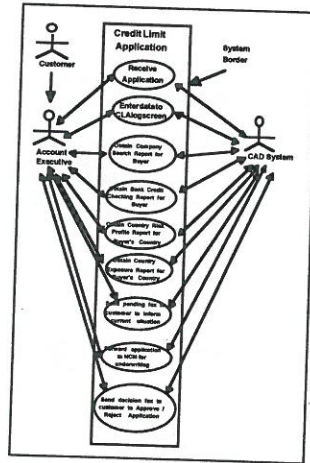 Credit Limit
Application
System
Border
Customer
Receive
Application
Enterdata to
CLAlogscreen
Account
Executive
CAD System
Obtain Company
Search Report for
Buyer
Obtain Bank Credit
Checking Report for
Buyer
Obtain Country Risk
Profile Report for
Buyer's Country
Obtain Country
Exposure Report for
Buyer's Country
pending fax to
customer to inform
current situation
Forward application
to NCM for
underwriting
Send decision fax to
customer to Approve /
Reject Application